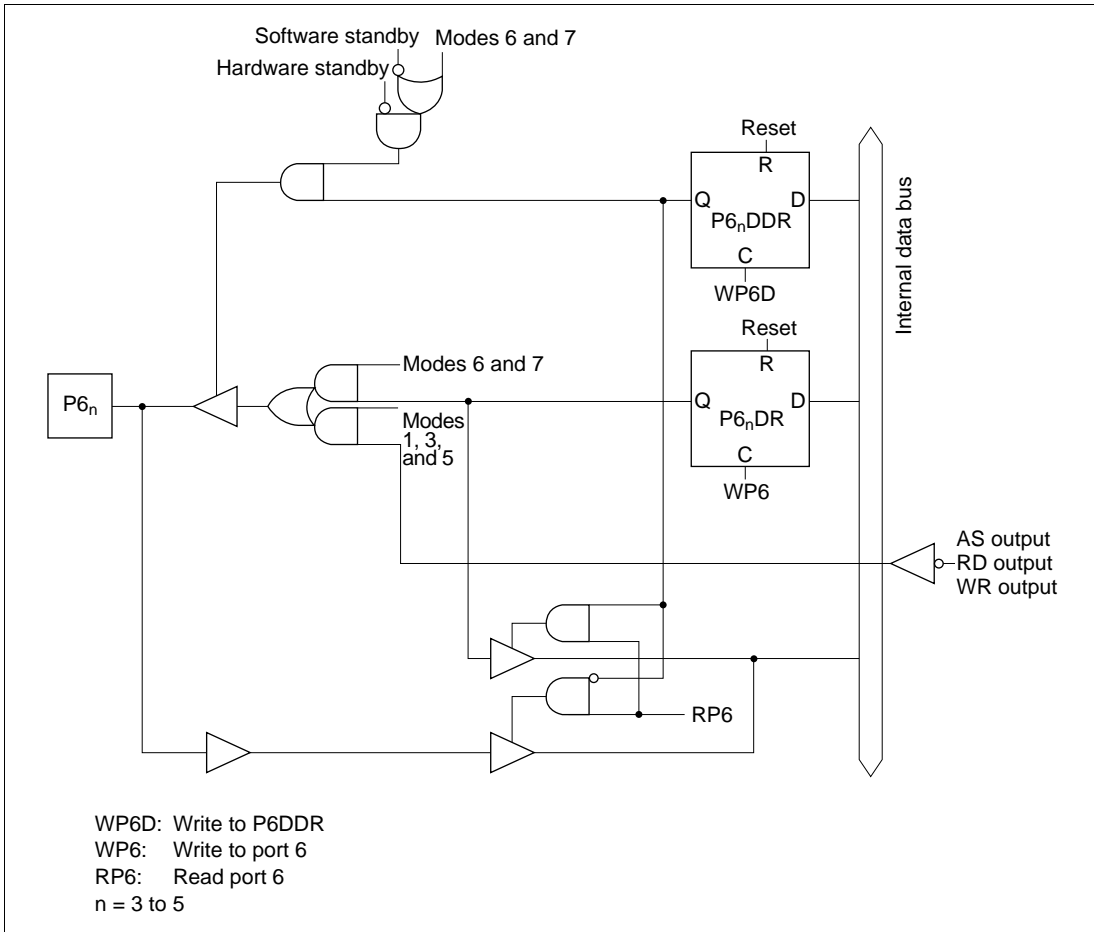 Software standby
Modes 6 and 7
Hardware standby
Reset
R
Q
D
P6nDDR
C
WP6D
Internal data bus
Reset
R
Modes 6 and 7
P6n
Q
D
P6nDR
Modes
1, 3,
and 5
C
WP6
AS output
RD output
WR output
RP6
WP6D: Write to P6DDR
WP6: Write to port 6
RP6: Read port 6
n = 3 to 5